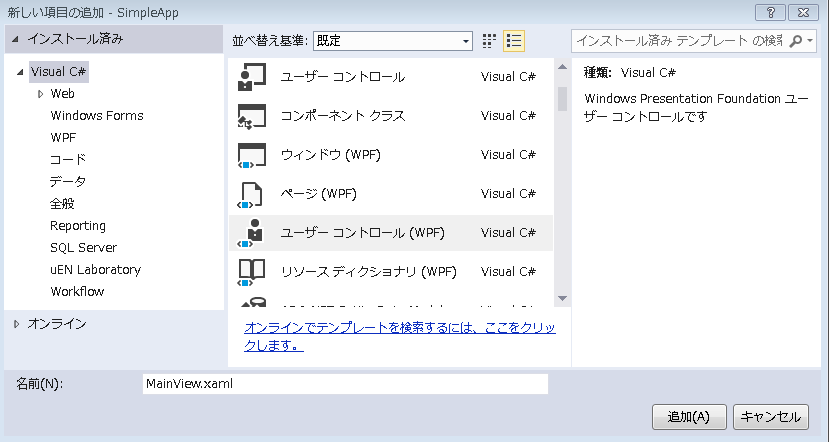 新しい項目の追加 - SimpleApp
インストール済み
並べ替え基準: 既定
インストール済み テンプレート の検索
Visual C#
Web
Windows Forms
WPF
コード
データ
全般
Reporting
SQL Server
uEN Laboratory
Workflow
オンライン
ユーザー コントロール Visual C#
コンポーネント クラス Visual C#
ウィンドウ (WPF) Visual C#
ページ (WPF) Visual C#
ユーザー コントロール (WPF) Visual C#
リソース ディクショナリ (WPF) Visual C#
オンラインでテンプレートを検索するには、ここをクリッ
クします。
種類: Visual C#
Windows Presentation Foundation ユー
ザー コントロールです
名前(N): MainView.xaml
追加(A) キャンセル